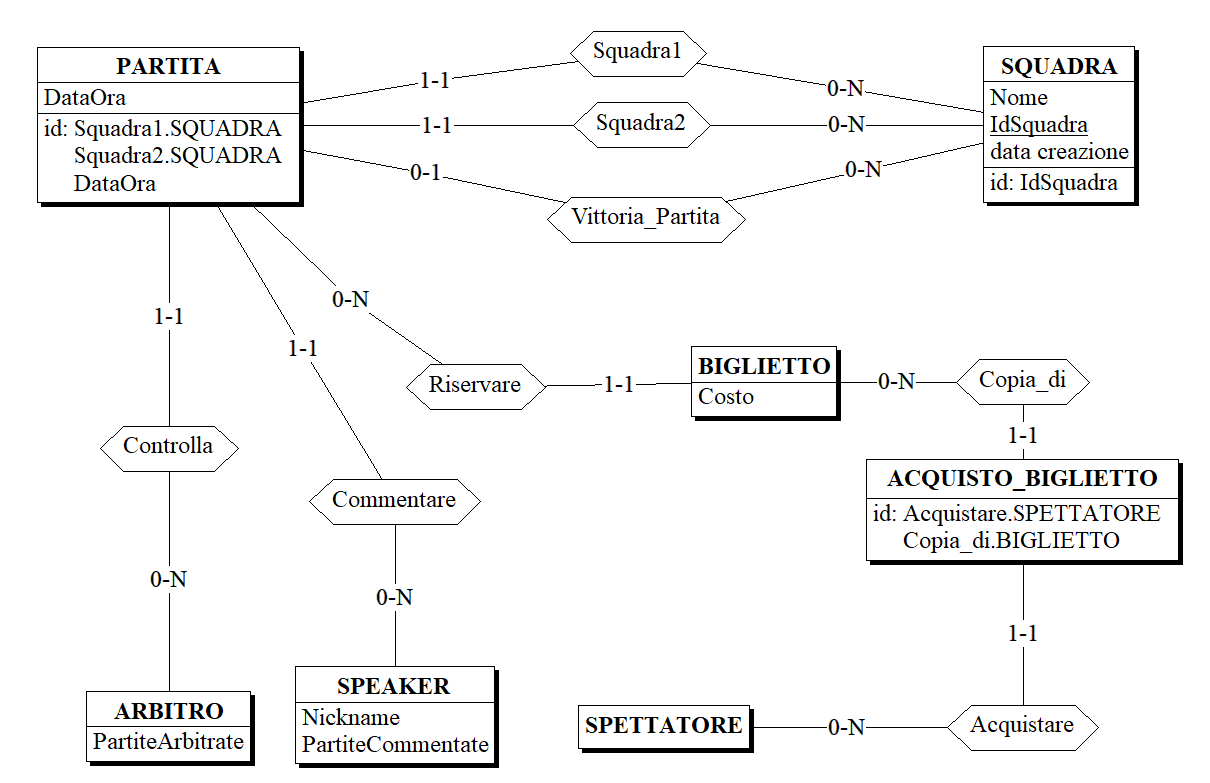 PARTITA
DataOra
id: Squadra1.SQUADRA
Squadra2.SQUADRA
DataOra
1-1
Squadra1
0-N
1-1
Squadra2
0-N
0-1
Vittoria_Partita
0-N
SQUADRA
Nome
IdSquadra
data creazione
id: IdSquadra
1-1
Controlla
0-N
ARBITRO
PartiteArbitrate
1-1
Commentare
0-N
SPEAKER
Nickname
PartiteCommentate
0-N
Riservare
1-1
BIGLIETTO
Costo
0-N
Copia_di
1-1
ACQUISTO_BIGLIETTO
id: Acquistare.SPETTATORE
Copia_di.BIGLIETTO
1-1
Acquistare
0-N
SPETTATORE